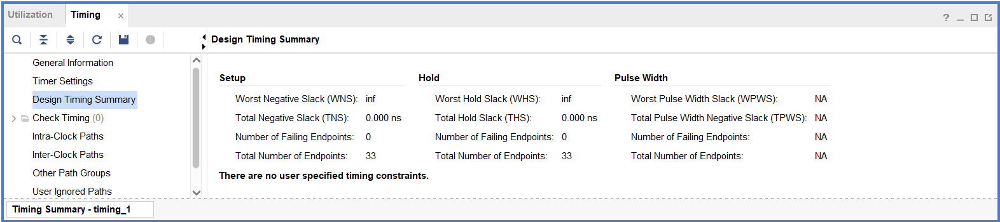 Utilization Timing ×
?
Design Timing Summary
General Information
Timer Settings
Design Timing Summary
Check Timing (0)
Intra-Clock Paths
Inter-Clock Paths
Other Path Groups
User Ignored Paths
Setup Hold Pulse Width
Worst Negative Slack (WNS): inf Worst Hold Slack (WHS): inf Worst Pulse Width Slack (WPWS): NA
Total Negative Slack (TNS): 0.000 ns Total Hold Slack (THS): 0.000 ns Total Pulse Width Negative Slack (TPWS): NA
Number of Failing Endpoints: 0 Number of Failing Endpoints: 0 Number of Failing Endpoints: NA
Total Number of Endpoints: 33 Total Number of Endpoints: 33 Total Number of Endpoints: NA
There are no user specified timing constraints.
Timing Summary - timing_1